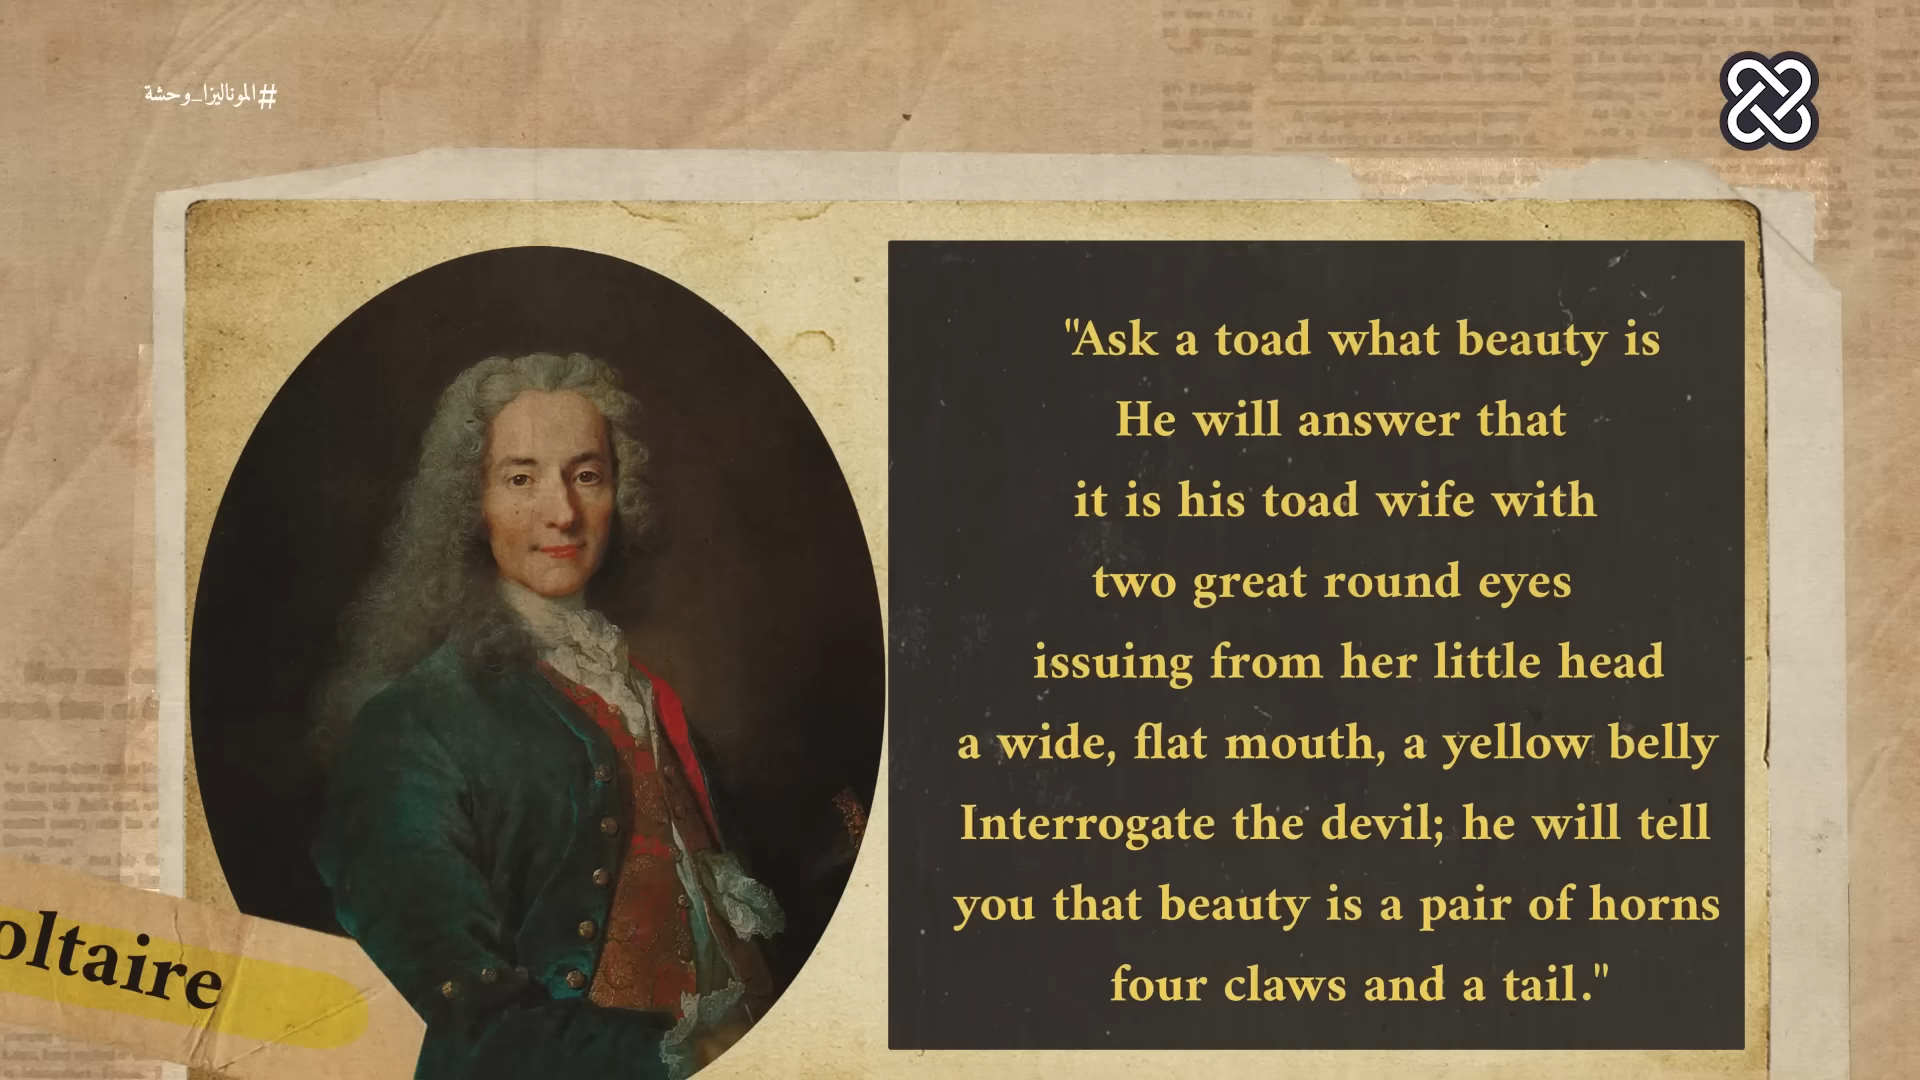 #الموناليزا_وحشة
"Ask a toad what beauty is
He will answer that
it is his toad wife with
two great round eyes
issuing from her little head
a wide, flat mouth, a yellow belly
Interrogate the devil; he will tell
you that beauty is a pair of horns
four claws and a tail."
oltaire